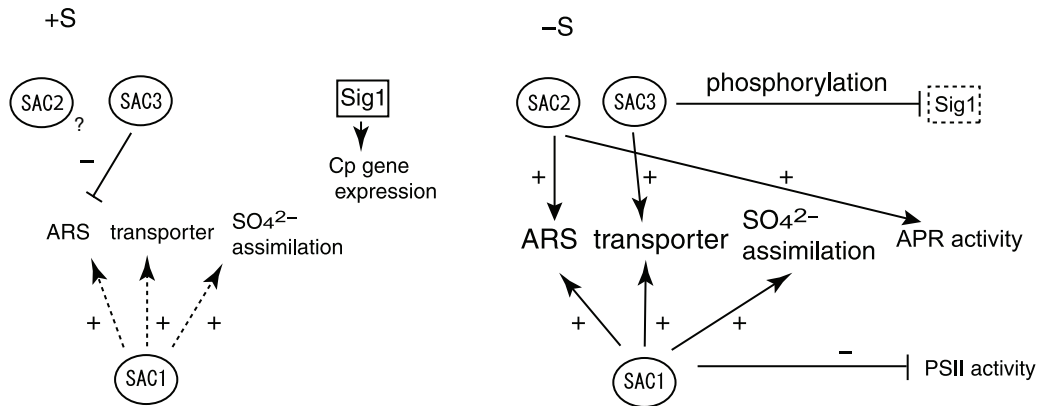 +S
SAC2
?
SAC3
Sig1
–
Cp gene
expression
ARS
transporter
SO4²⁻
assimilation
+
+
+
SAC1
–S
SAC2
SAC3
phosphorylation
Sig1
+
+
+
ARS
transporter
SO4²⁻
assimilation
APR activity
+
+
+
–
SAC1
PSII activity